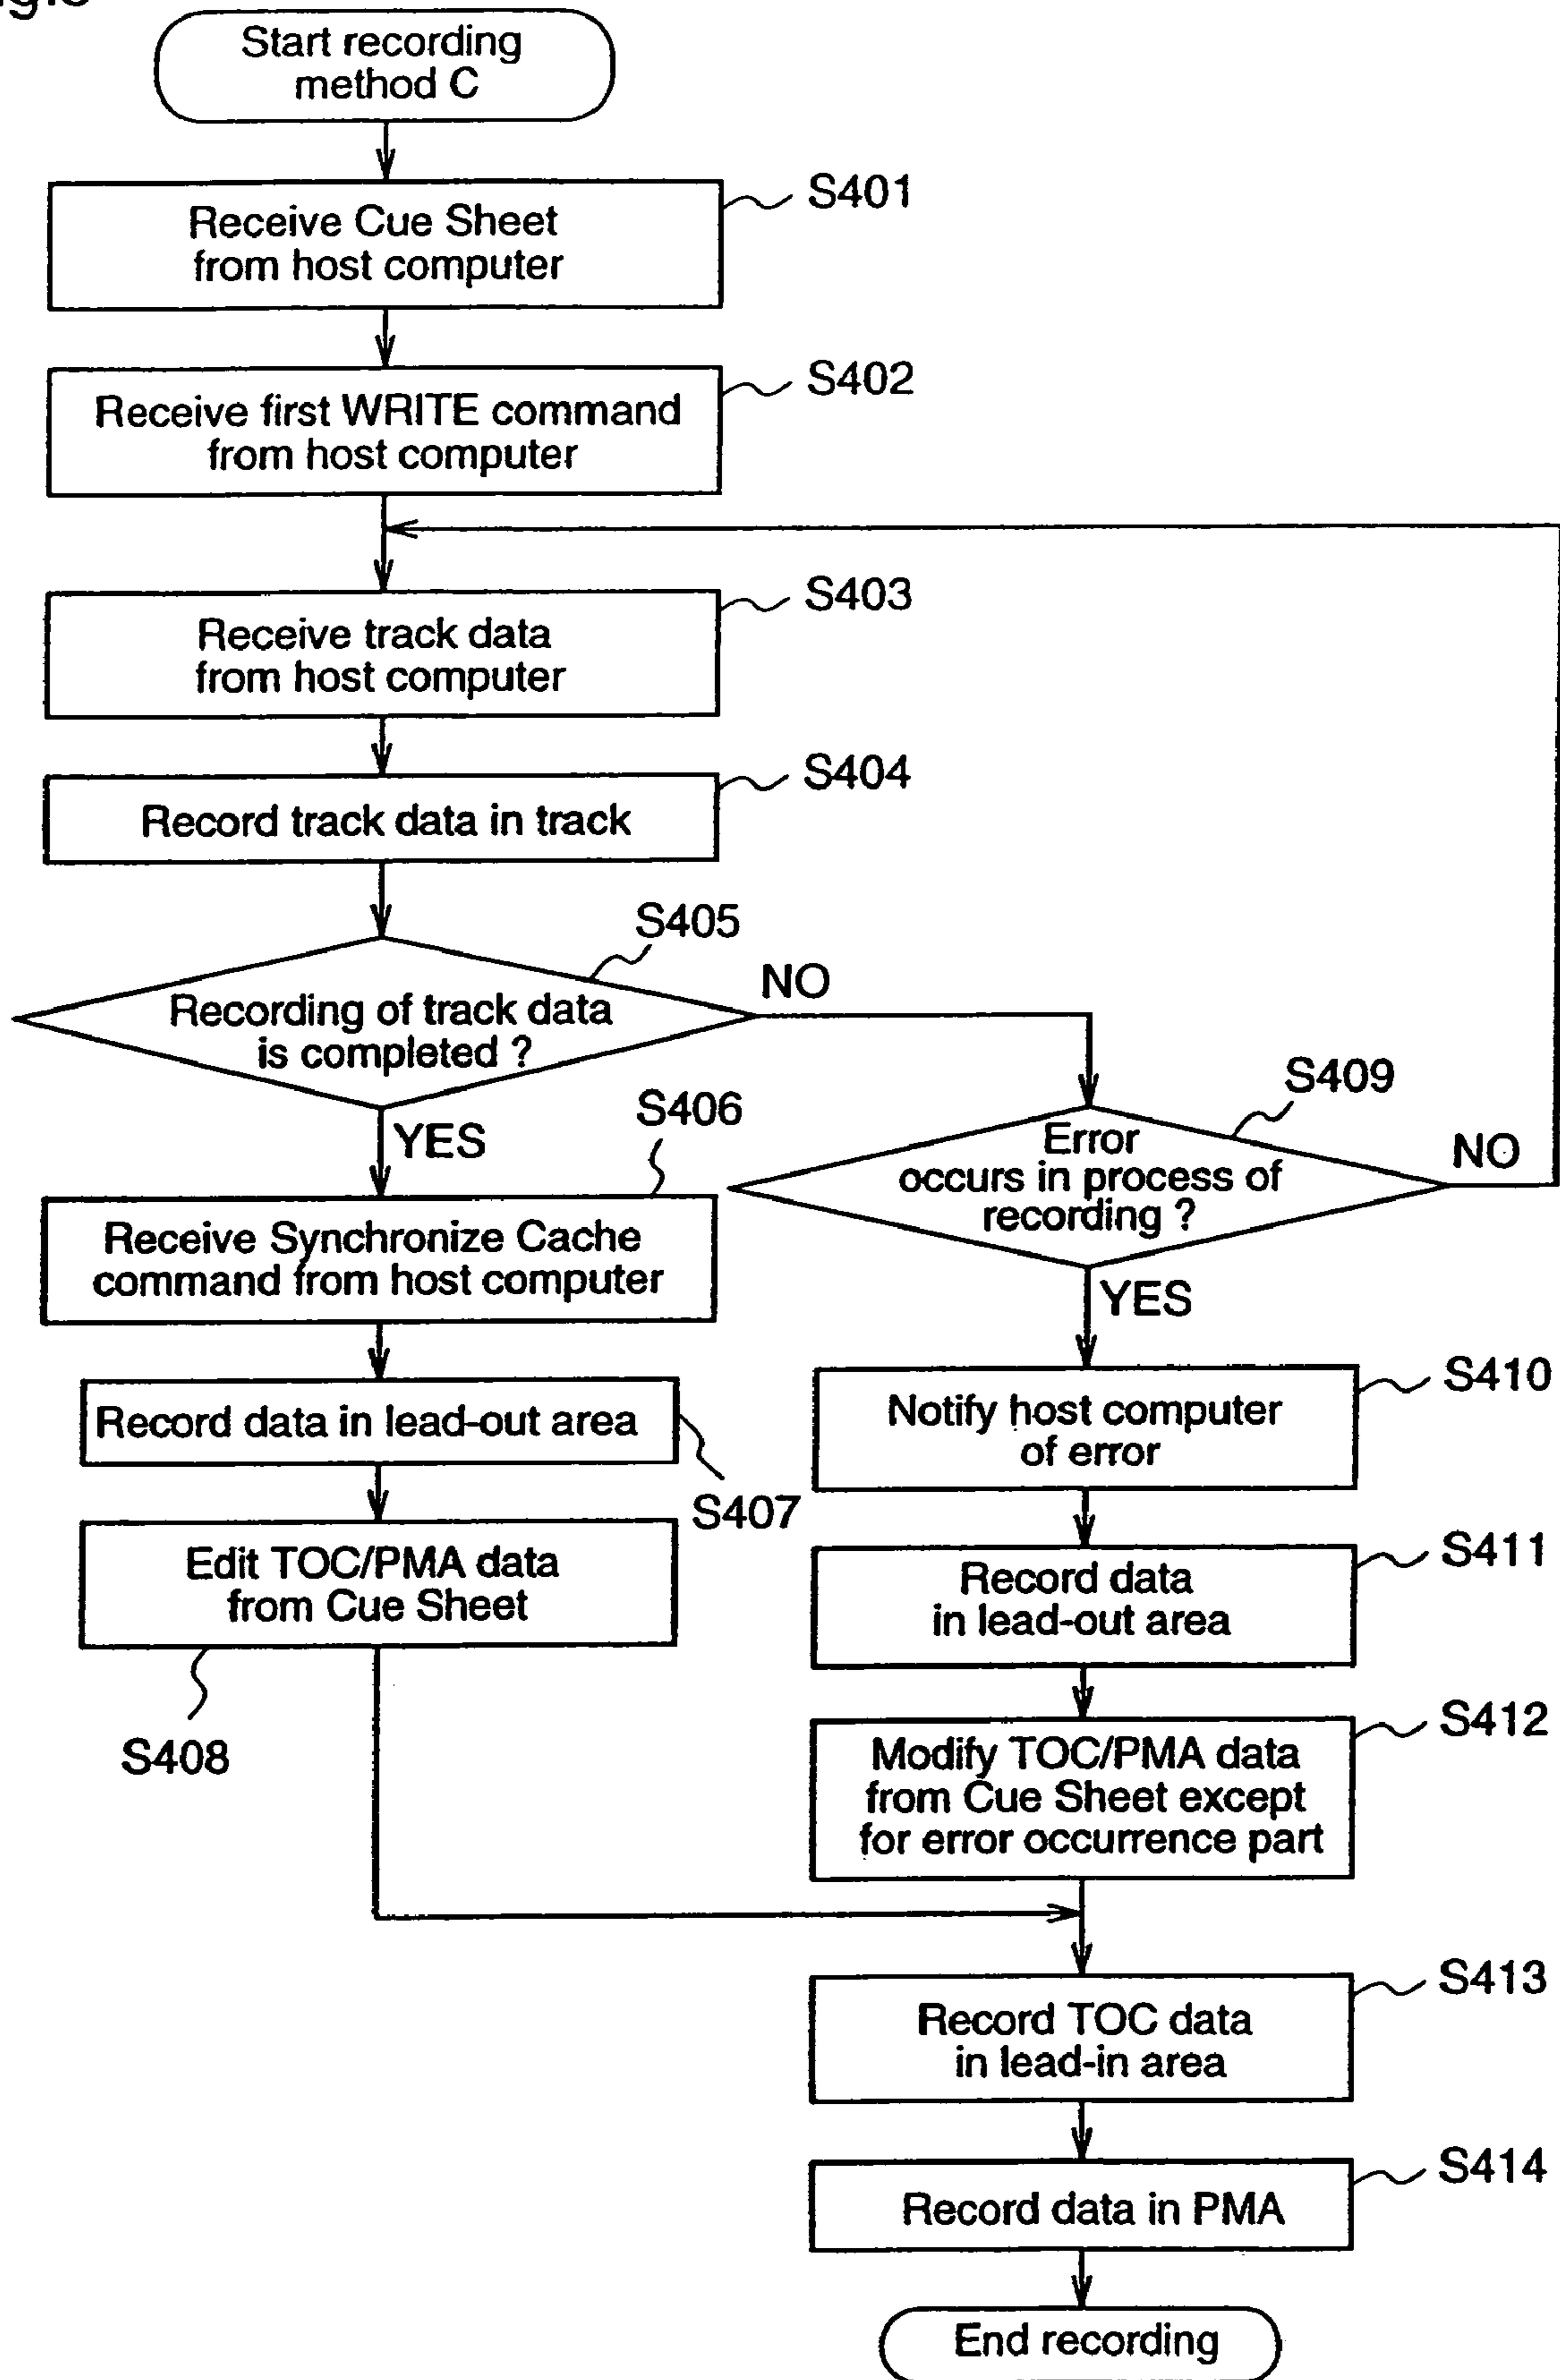 Start recording
method C
S401
Receive Cue Sheet
from host computer
S402
Receive first WRITE command
from host computer
S403
Receive track data
from host computer
S404
Record track data in track
S405
Recording of track data
is completed ?
NO
YES
S409
Error
occurs in process of
recording ?
NO
YES
S406
Receive Synchronize Cache
command from host computer
Record data in lead-out area
S407
Edit TOC/PMA data
from Cue Sheet
S408
S410
Notify host computer
of error
S411
Record data
in lead-out area
S412
Modify TOC/PMA data
from Cue Sheet except
for error occurrence part
S413
Record TOC data
in lead-in area
S414
Record data in PMA
End recording